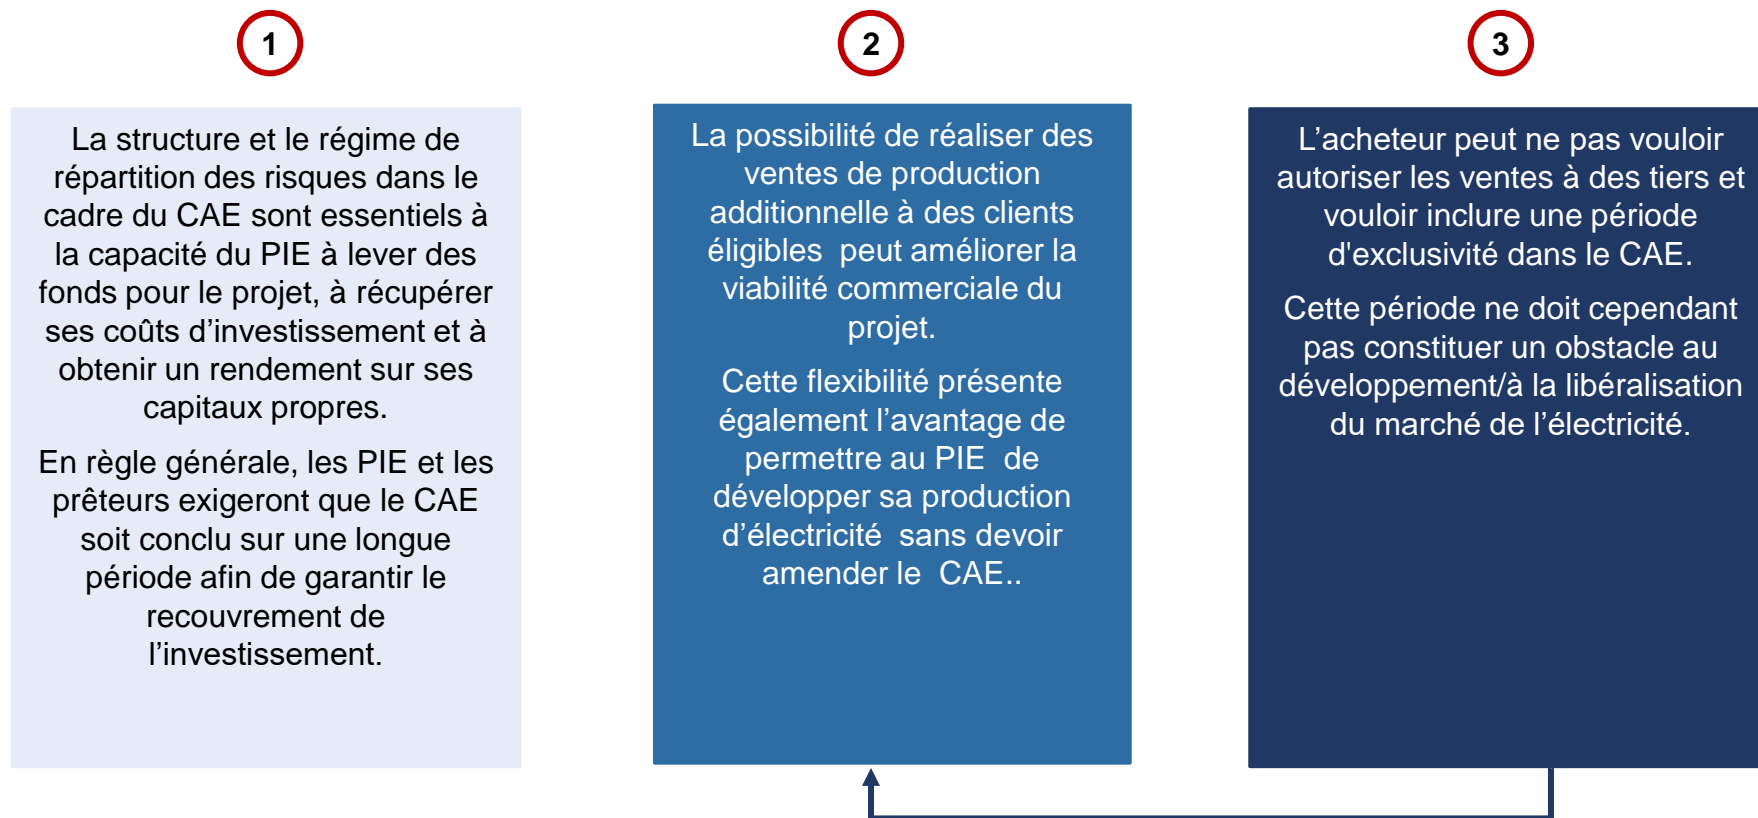 1
La structure et le régime de
répartition des risques dans le
cadre du CAE sont essentiels à
la capacité du PIE à lever des
fonds pour le projet, à récupérer
ses coûts d’investissement et à
obtenir un rendement sur ses
capitaux propres.
En règle générale, les PIE et les
prêteurs exigeront que le CAE
soit conclu sur une longue
période afin de garantir le
recouvrement de
l’investissement.
2
La possibilité de réaliser des
ventes de production
additionnelle à des clients
éligibles  peut améliorer la
viabilité commerciale du
projet.
Cette flexibilité présente
également l’avantage de
permettre au PIE  de
développer sa production
d’électricité  sans devoir
amender le  CAE..
3
L’acheteur peut ne pas vouloir
autoriser les ventes à des tiers et
vouloir inclure une période
d'exclusivité dans le CAE.
Cette période ne doit cependant
pas constituer un obstacle au
développement/à la libéralisation
du marché de l’électricité.